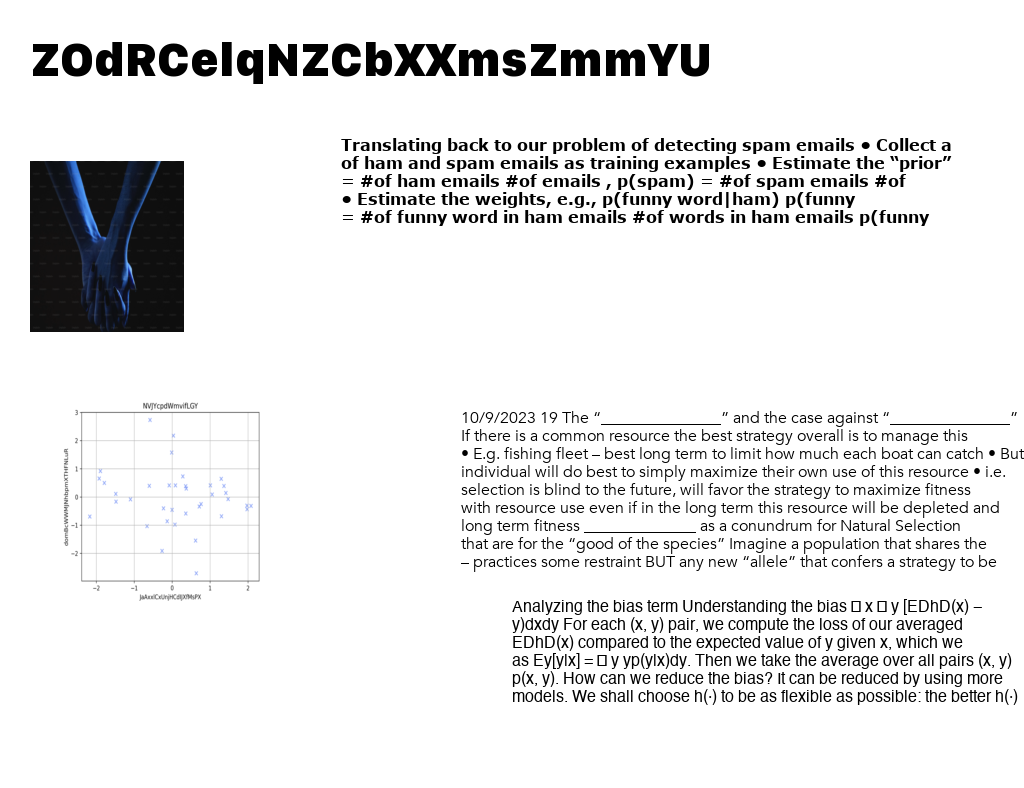 ZOdRCelqNZCbXXmsZmmYU
Translating back to our problem of detecting spam emails • Collect a
of ham and spam emails as training examples • Estimate the “prior”
= #of ham emails #of emails , p(spam) = #of spam emails #of
• Estimate the weights, e.g., p(funny word|ham) p(funny
= #of funny word in ham emails #of words in ham emails p(funny
NVJYcpdWmvifLGY
3
2
1
0
−1
−2
−2 −1 0 1 2
10/9/2023 19 The “________________” and the case against “________________”
If there is a common resource the best strategy overall is to manage this
• E.g. fishing fleet – best long term to limit how much each boat can catch • But
individual will do best to simply maximize their own use of this resource • i.e.
selection is blind to the future, will favor the strategy to maximize fitness
with resource use even if in the long term this resource will be depleted and
long term fitness _______________ as a conundrum for Natural Selection
that are for the “good of the species” Imagine a population that shares the
– practices some restraint BUT any new “allele” that confers a strategy to be
Analyzing the bias term Understanding the bias □ x □ y [EDhD(x) –
y)dxdy For each (x, y) pair, we compute the loss of our averaged
EDhD(x) compared to the expected value of y given x, which we
as Ey[y|x] = □ y yp(y|x)dy. Then we take the average over all pairs (x, y)
p(x, y). How can we reduce the bias? It can be reduced by using more
models. We shall choose h(·) to be as flexible as possible: the better h(·)